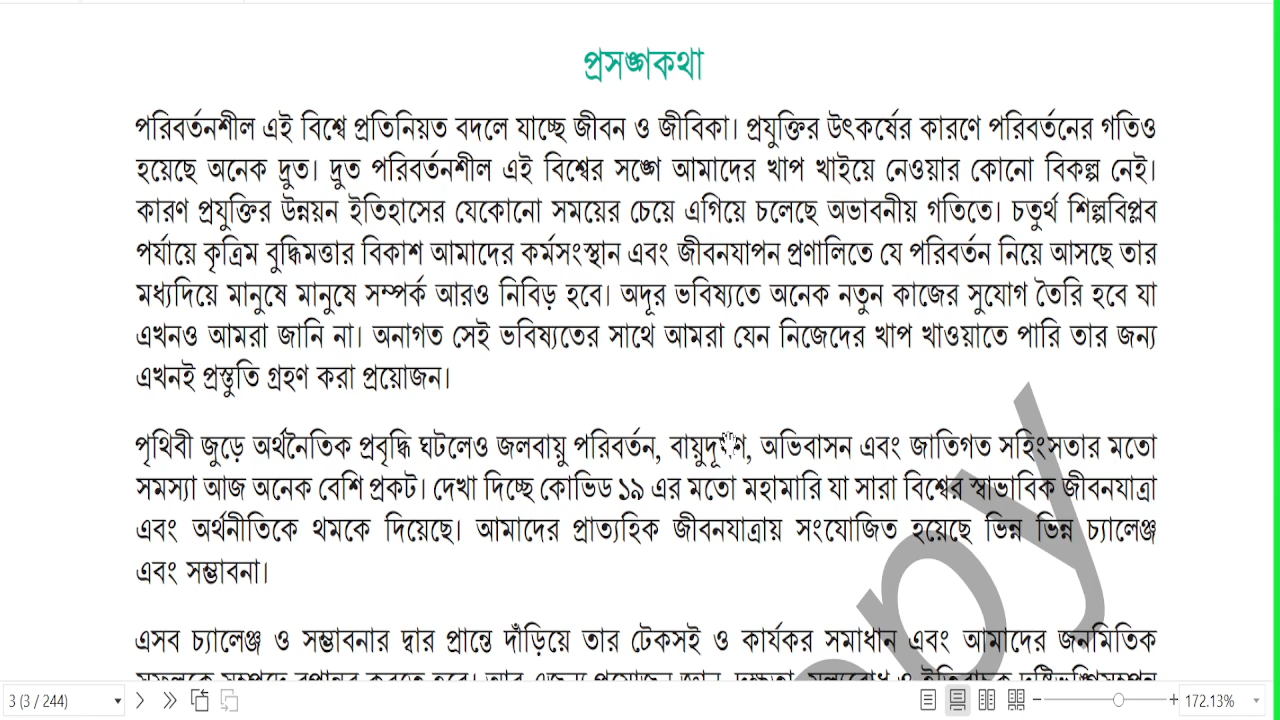 প্রসঙ্গকথা
পরিবর্তনশীল এই বিশ্বে প্রতিনিয়ত বদলে যাচ্ছে জীবন ও জীবিকা। প্রযুক্তির উৎকর্ষের কারণে পরিবর্তনের গতিও
হয়েছে অনেক দ্রুত। দ্রুত পরিবর্তনশীল এই বিশ্বের সঙ্গে আমাদের খাপ খাইয়ে নেওয়ার কোনো বিকল্প নেই।
কারণ প্রযুক্তির উন্নয়ন ইতিহাসের যেকোনো সময়ের চেয়ে এগিয়ে চলেছে অভাবনীয় গতিতে। চতুর্থ শিল্পবিপ্লব
পর্যায়ে কৃত্রিম বুদ্ধিমত্তার বিকাশ আমাদের কর্মসংস্থান এবং জীবনযাপন প্রণালিতে যে পরিবর্তন নিয়ে আসছে তার
মধ্যদিয়ে মানুষে মানুষে সম্পর্ক আরও নিবিড় হবে। অদূর ভবিষ্যতে অনেক নতুন কাজের সুযোগ তৈরি হবে যা
এখনও আমরা জানি না। অনাগত সেই ভবিষ্যতের সাথে আমরা যেন নিজেদের খাপ খাওয়াতে পারি তার জন্য
এখনই প্রস্তুতি গ্রহণ করা প্রয়োজন।
পৃথিবী জুড়ে অর্থনৈতিক প্রবৃদ্ধি ঘটলেও জলবায়ু পরিবর্তন, বায়ুদূষণ, অভিবাসন এবং জাতিগত সহিংসতার মতো
সমস্যা আজ অনেক বেশি প্রকট। দেখা দিচ্ছে কোভিড ১৯ এর মতো মহামারি যা সারা বিশ্বের স্বাভাবিক জীবনযাত্রা
এবং অর্থনীতিকে থমকে দিয়েছে। আমাদের প্রাত্যহিক জীবনযাত্রায় সংযোজিত হয়েছে ভিন্ন ভিন্ন চ্যালেঞ্জ
এবং সম্ভাবনা।
এসব চ্যালেঞ্জ ও সম্ভাবনার দ্বার প্রান্তে দাঁড়িয়ে তার টেকসই ও কার্যকর সমাধান এবং আমাদের জনমিতিক
3 (3 / 244)
172.13%